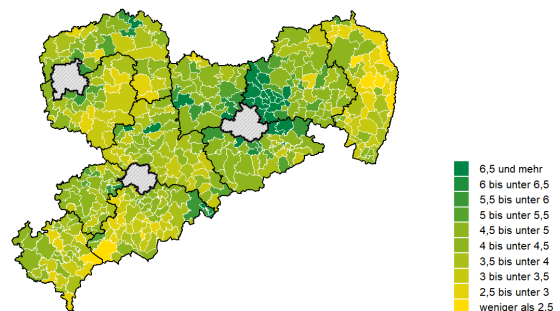 6,5 und mehr
6 bis unter 6,5
5,5 bis unter 6
5 bis unter 5,5
4,5 bis unter 5
4 bis unter 4,5
3,5 bis unter 4
3 bis unter 3,5
2,5 bis unter 3
weniger als 2,5